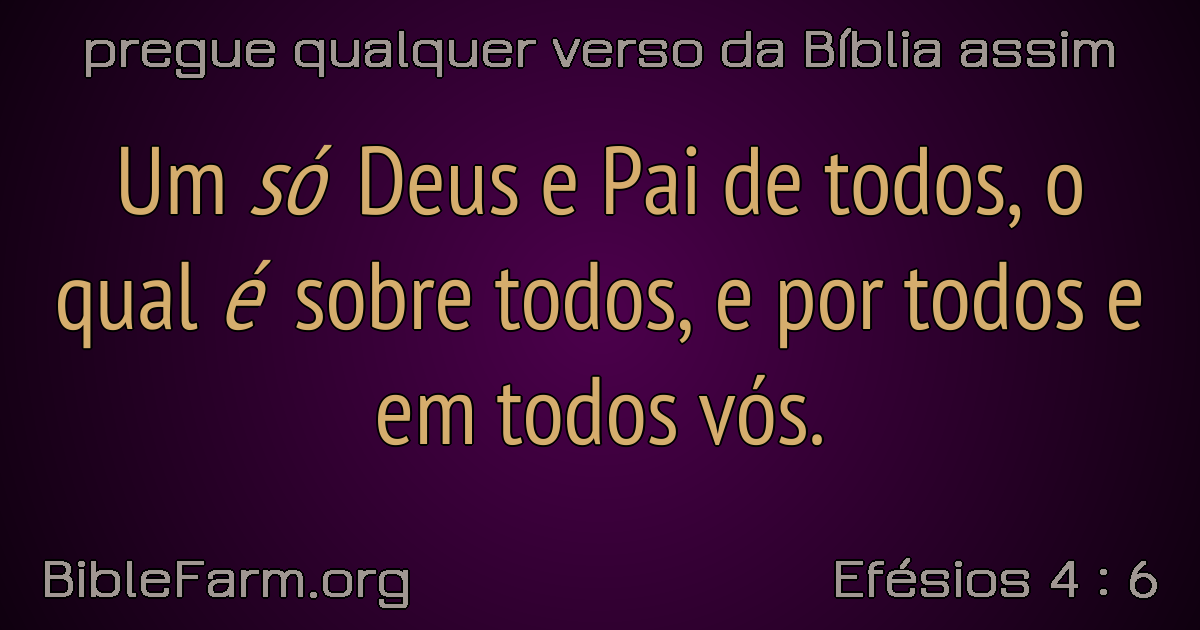 pregue qualquer verso da Bíblia assim
Um só Deus e Pai de todos, o
qual é sobre todos, e por todos e
em todos vós.
BibleFarm.org
Efésios 4 : 6